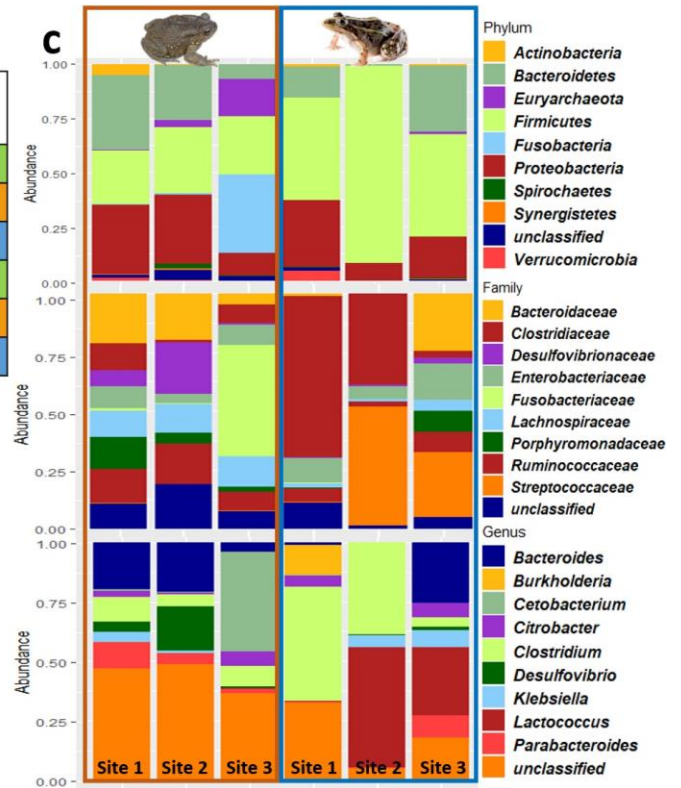 C
Phylum
Actinobacteria
Bacteroidetes
Euryarchaeota
Firmicutes
Fusobacteria
Proteobacteria
Spirochaetes
Synergistetes
unclassified
Verrucomicrobia
Abundance
1.00
0.75
0.50
0.25
0.00
Family
Bacteroidaceae
Clostridiaceae
Desulfovibrionaceae
Enterobacteriaceae
Fusobacteriaceae
Lachnospiraceae
Porphyromonadaceae
Ruminococcaceae
Streptococcaceae
unclassified
Abundance
1.00
0.75
0.50
0.25
0.00
Genus
Bacteroides
Burkholderia
Cetobacterium
Citrobacter
Clostridium
Desulfovibrio
Klebsiella
Lactococcus
Parabacteroides
unclassified
Abundance
1.00
0.75
0.50
0.25
0.00
Site 1 Site 2 Site 3 Site 1 Site 2 Site 3